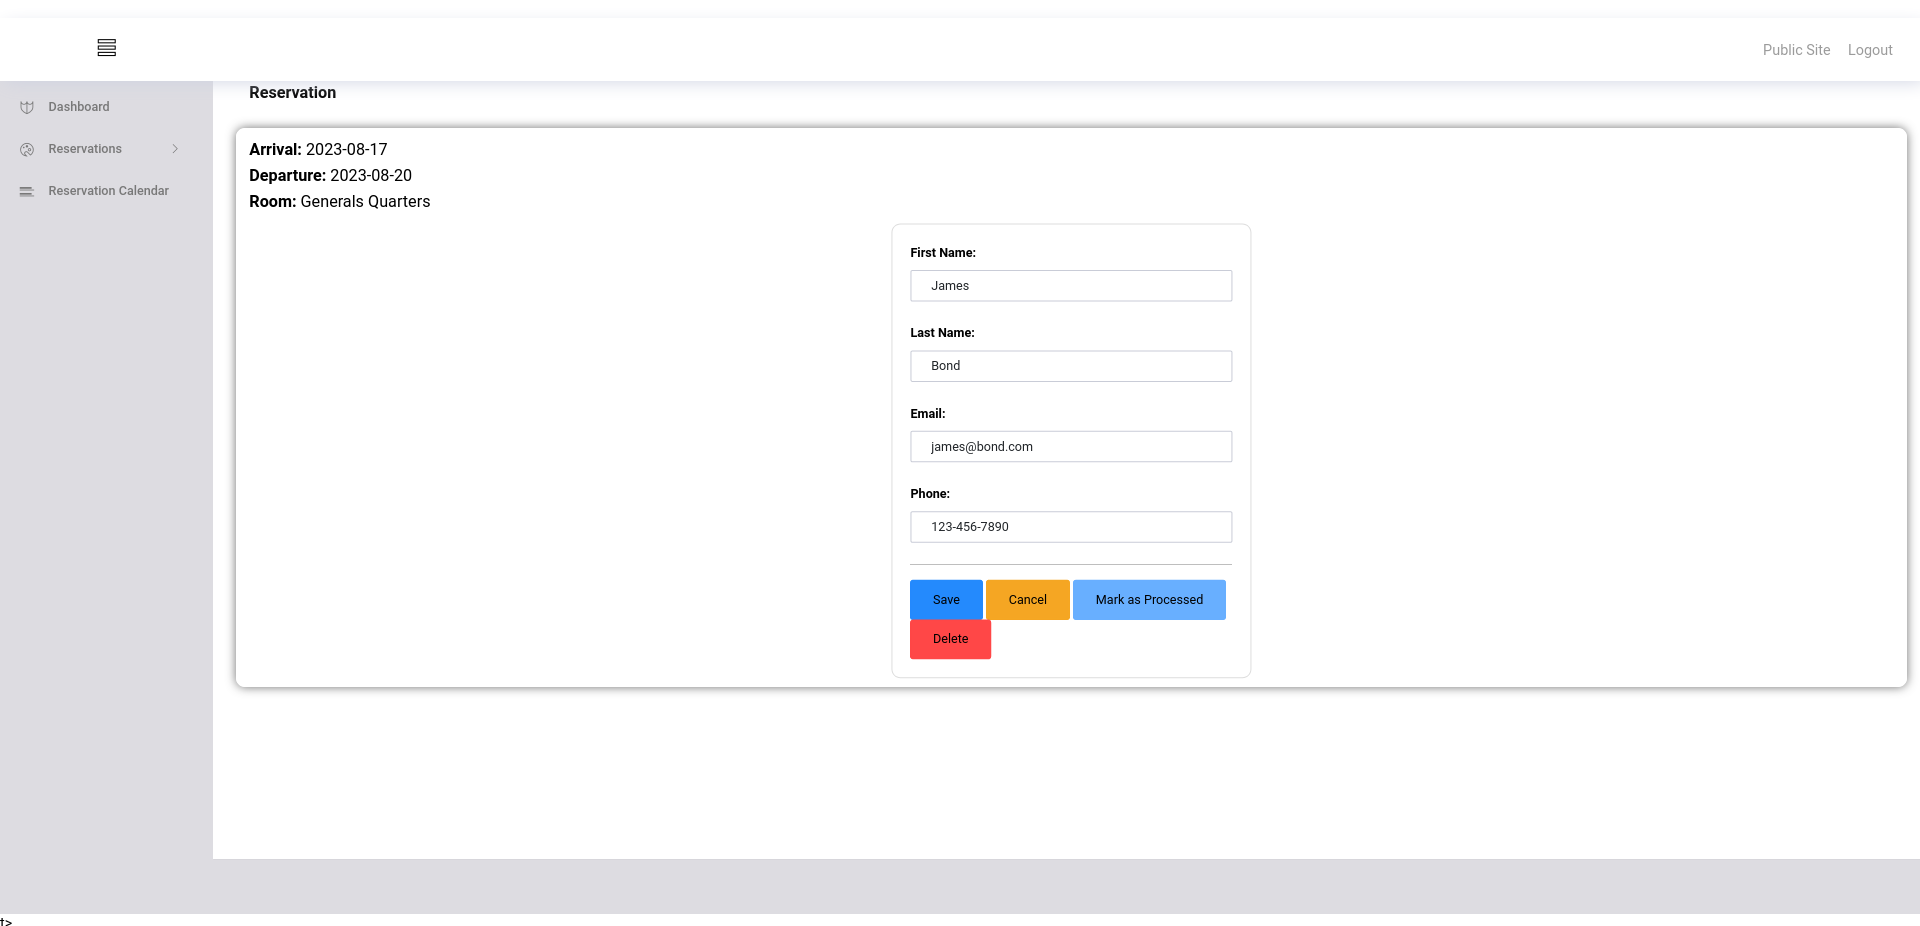 Public Site Logout
Dashboard
Reservations
Reservation Calendar
Reservation
Arrival: 2023-08-17
Departure: 2023-08-20
Room: Generals Quarters
First Name:
James
Last Name:
Bond
Email:
james@bond.com
Phone:
123-456-7890
Save Cancel Mark as Processed
Delete
t>